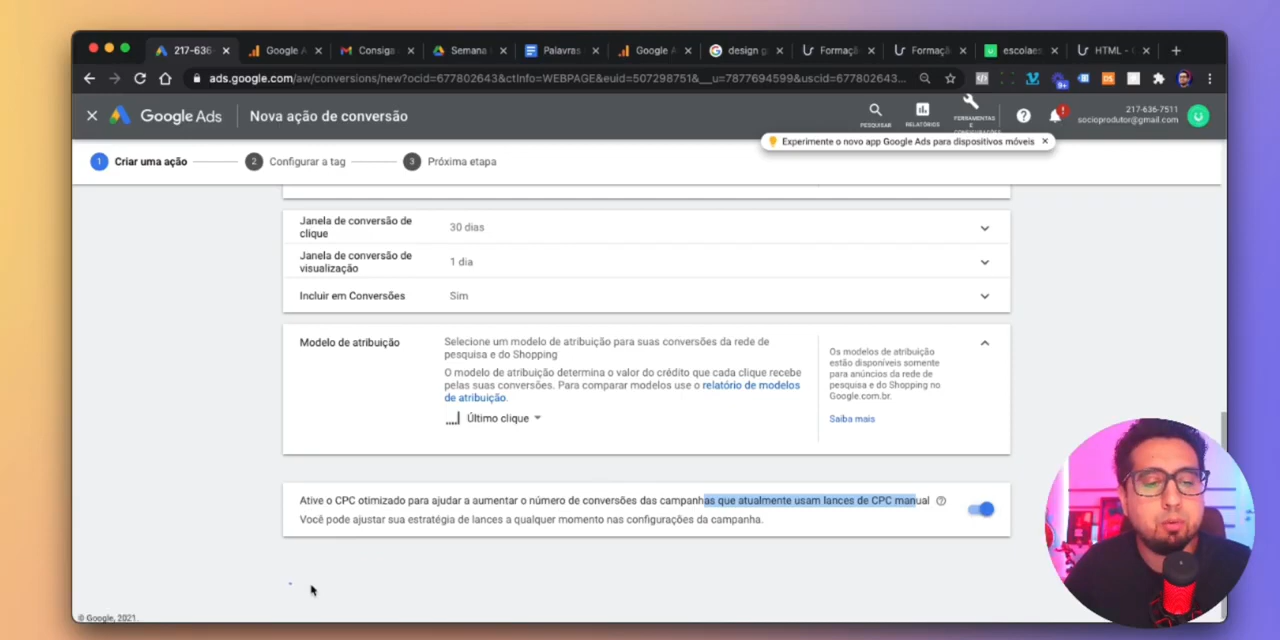 217-636-
Google A
Consiga
Semana
Palavras
Google A
design g
Formaçã
Formaçã
escolaes
HTML - C
ads.google.com/aw/conversions/new?ocid=677802643&ctInfo=WEBPAGE&euid=507298751&__u=7877694599&uscid=677802643...
Google Ads
Nova ação de conversão
PESQUISAR
RELATÓRIOS
FERRAMENTAS
E
CONFIGURAÇÕES
217-636-7511
socioprodutor@gmail.com
Experimente o novo app Google Ads para dispositivos móveis
1 Criar uma ação
2 Configurar a tag
3 Próxima etapa
Janela de conversão de
clique
30 dias
Janela de conversão de
visualização
1 dia
Incluir em Conversões
Sim
Modelo de atribuição
Selecione um modelo de atribuição para suas conversões da rede de
pesquisa e do Shopping
O modelo de atribuição determina o valor do crédito que cada clique recebe
pelas suas conversões. Para comparar modelos use o relatório de modelos
de atribuição.
Último clique
Os modelos de atribuição
estão disponíveis somente
para anúncios da rede de
pesquisa e do Shopping no
Google.com.br.
Saiba mais
Ative o CPC otimizado para ajudar a aumentar o número de conversões das campanhas que atualmente usam lances de CPC manual
Você pode ajustar sua estratégia de lances a qualquer momento nas configurações da campanha.
© Google, 2021.